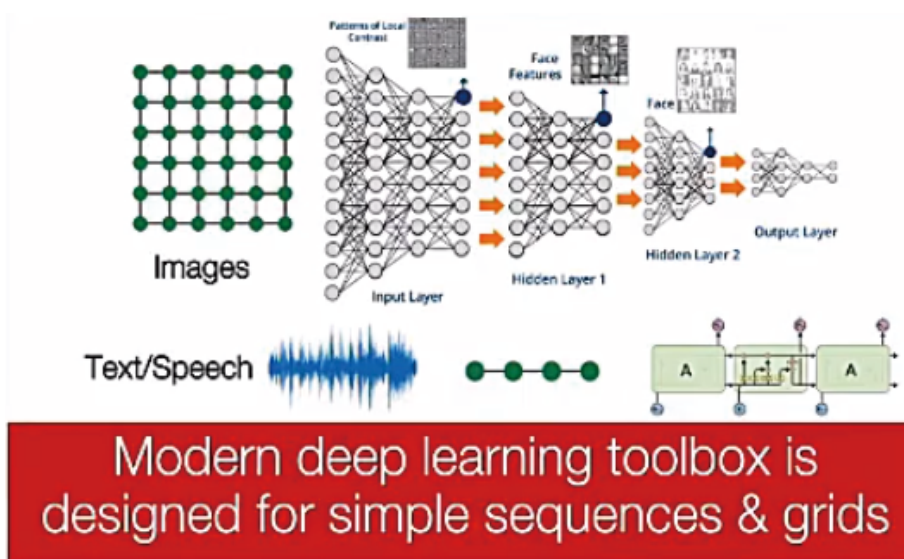 Patterns of Local
Contrast
Face
Features
Face
Images
Input Layer
Hidden Layer 1
Hidden Layer 2
Output Layer
Text/Speech
A
A
Modern deep learning toolbox is
designed for simple sequences & grids